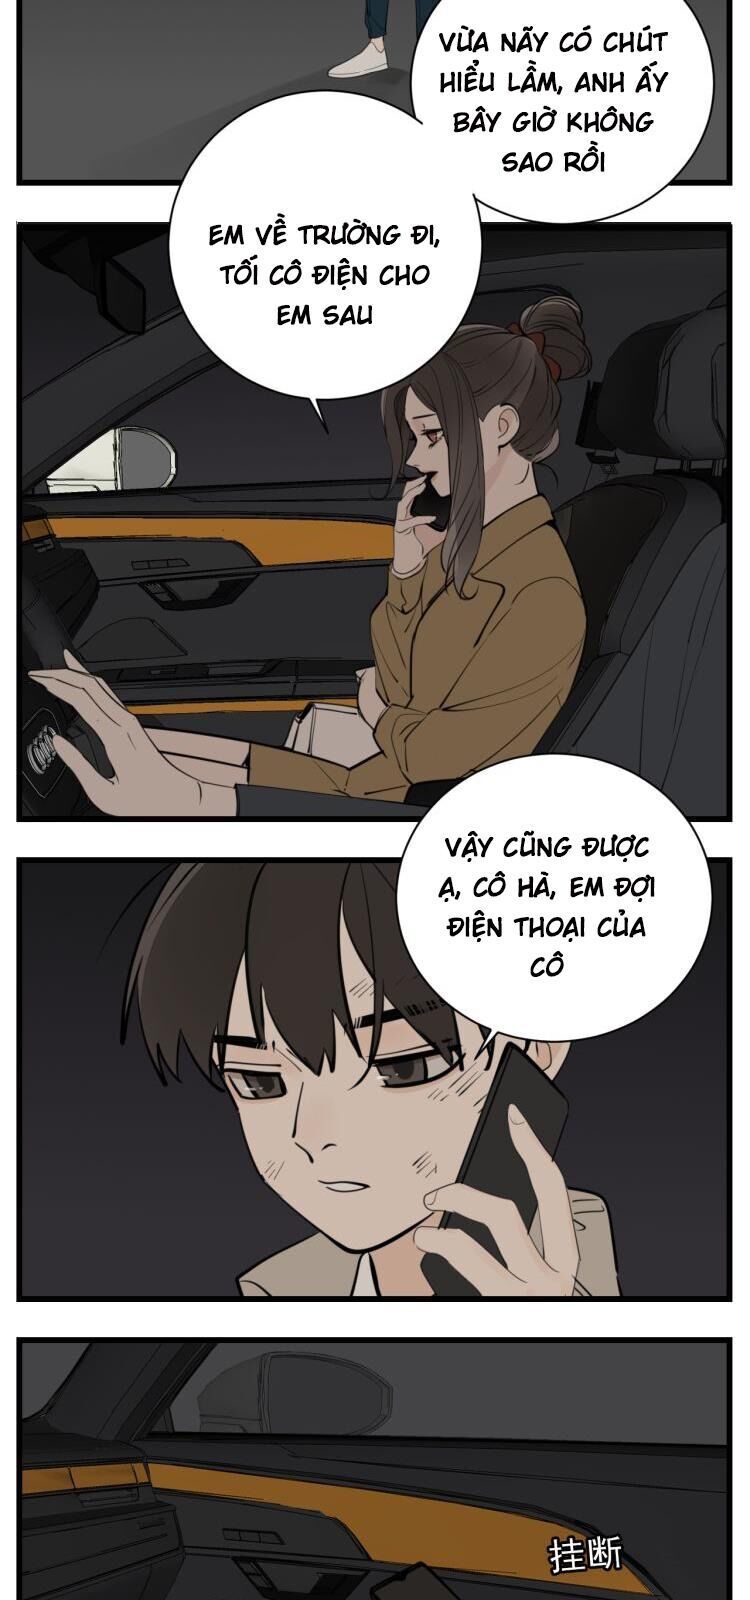 VỪA NÃY CÓ CHÚT
HIỂU LẦM, ANH ẤY
BÂY GIỜ KHÔNG
SAO RỒI
EM VỀ TRƯỜNG ĐI,
TỐI CÔ ĐIỆN CHO
EM SAU
VẬY CŨNG ĐƯỢC
Ạ, CÔ HÀ, EM ĐỢI
ĐIỆN THOẠI CỦA
CÔ
挂断